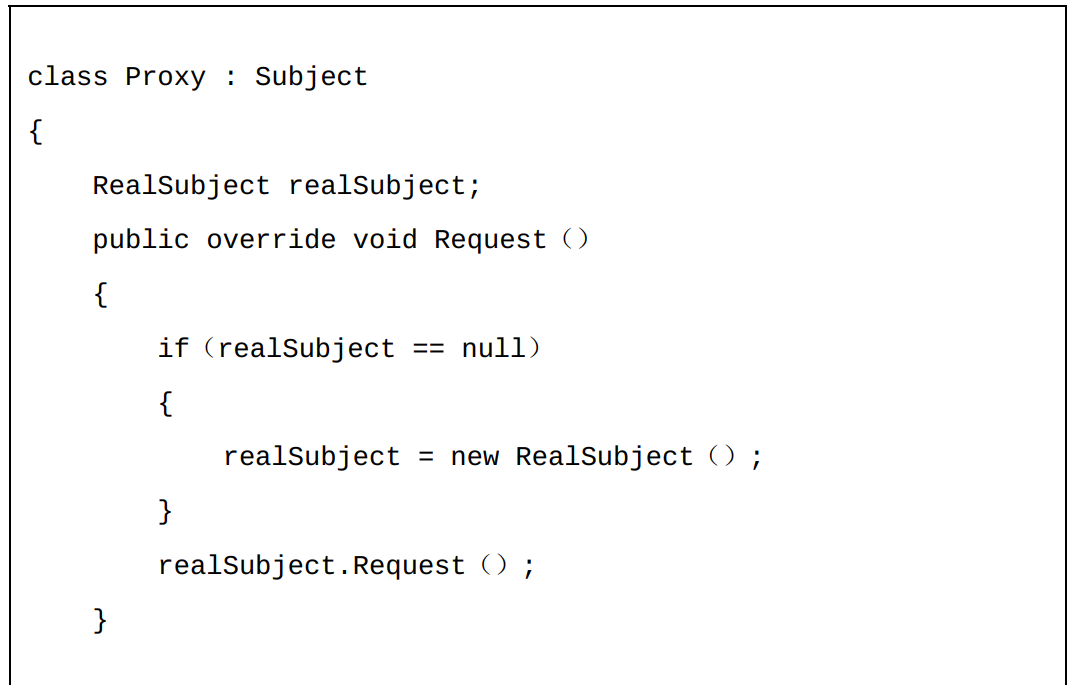 class Proxy : Subject
{
    RealSubject realSubject;
    public override void Request（）
    {
        if（realSubject == null）
        {
            realSubject = new RealSubject（）;
        }
        realSubject.Request（）;
    }